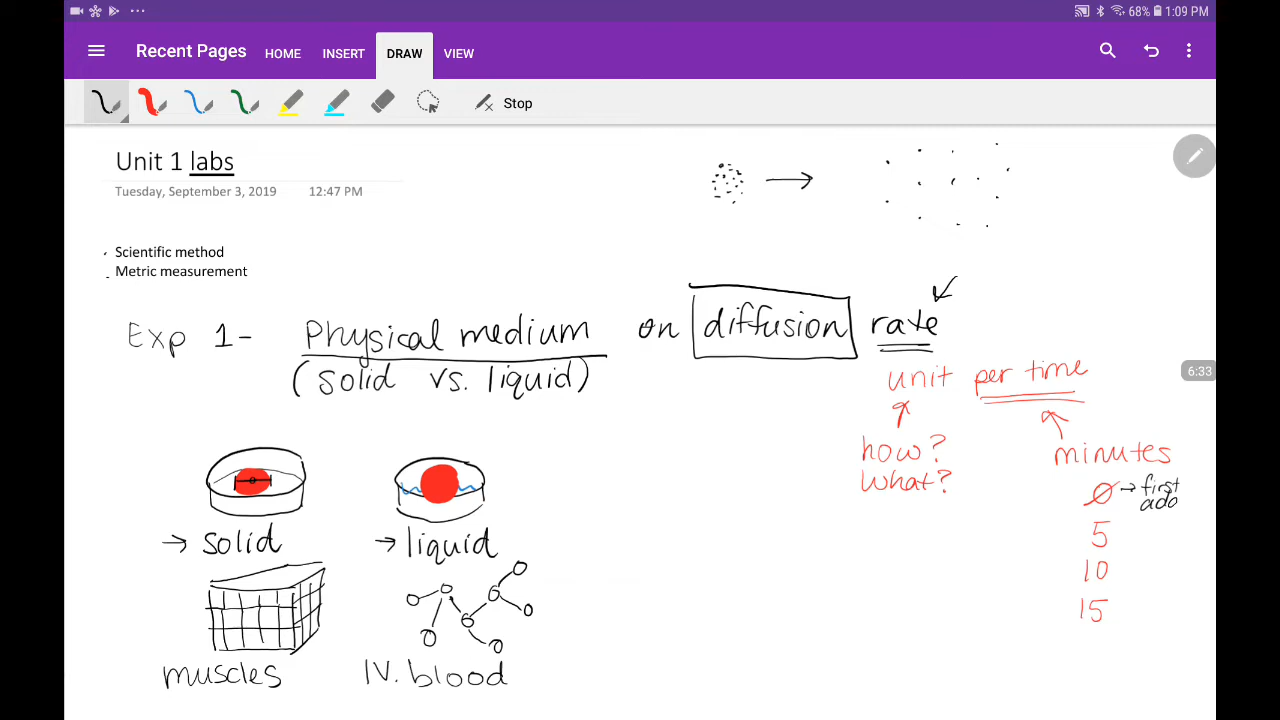 68% 1:09 PM
Recent Pages HOME INSERT DRAW VIEW
Stop
Unit 1 labs
Tuesday, September 3, 2019 12:47 PM
Scientific method
Metric measurement
Exp 1- Physical medium on diffusion rate
(solid vs. liquid)
unit per time
how? minutes
what?
0 → first
add
5
10
15
6:33
→ solid → liquid
muscles IV. blood